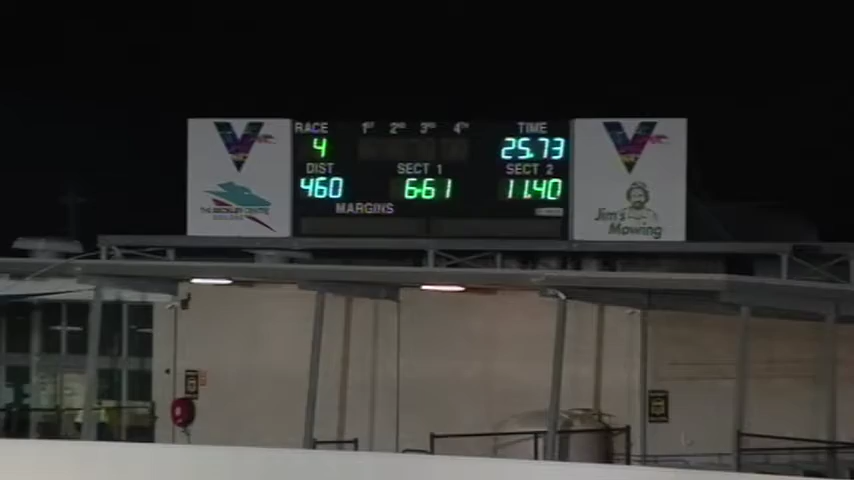 RACE 1ST 2ND 3RD 4TH TIME
4 25.73
DIST SECT 1 SECT 2
460 6.61 11.40
MARGINS
V
V
Jim's
Mowing